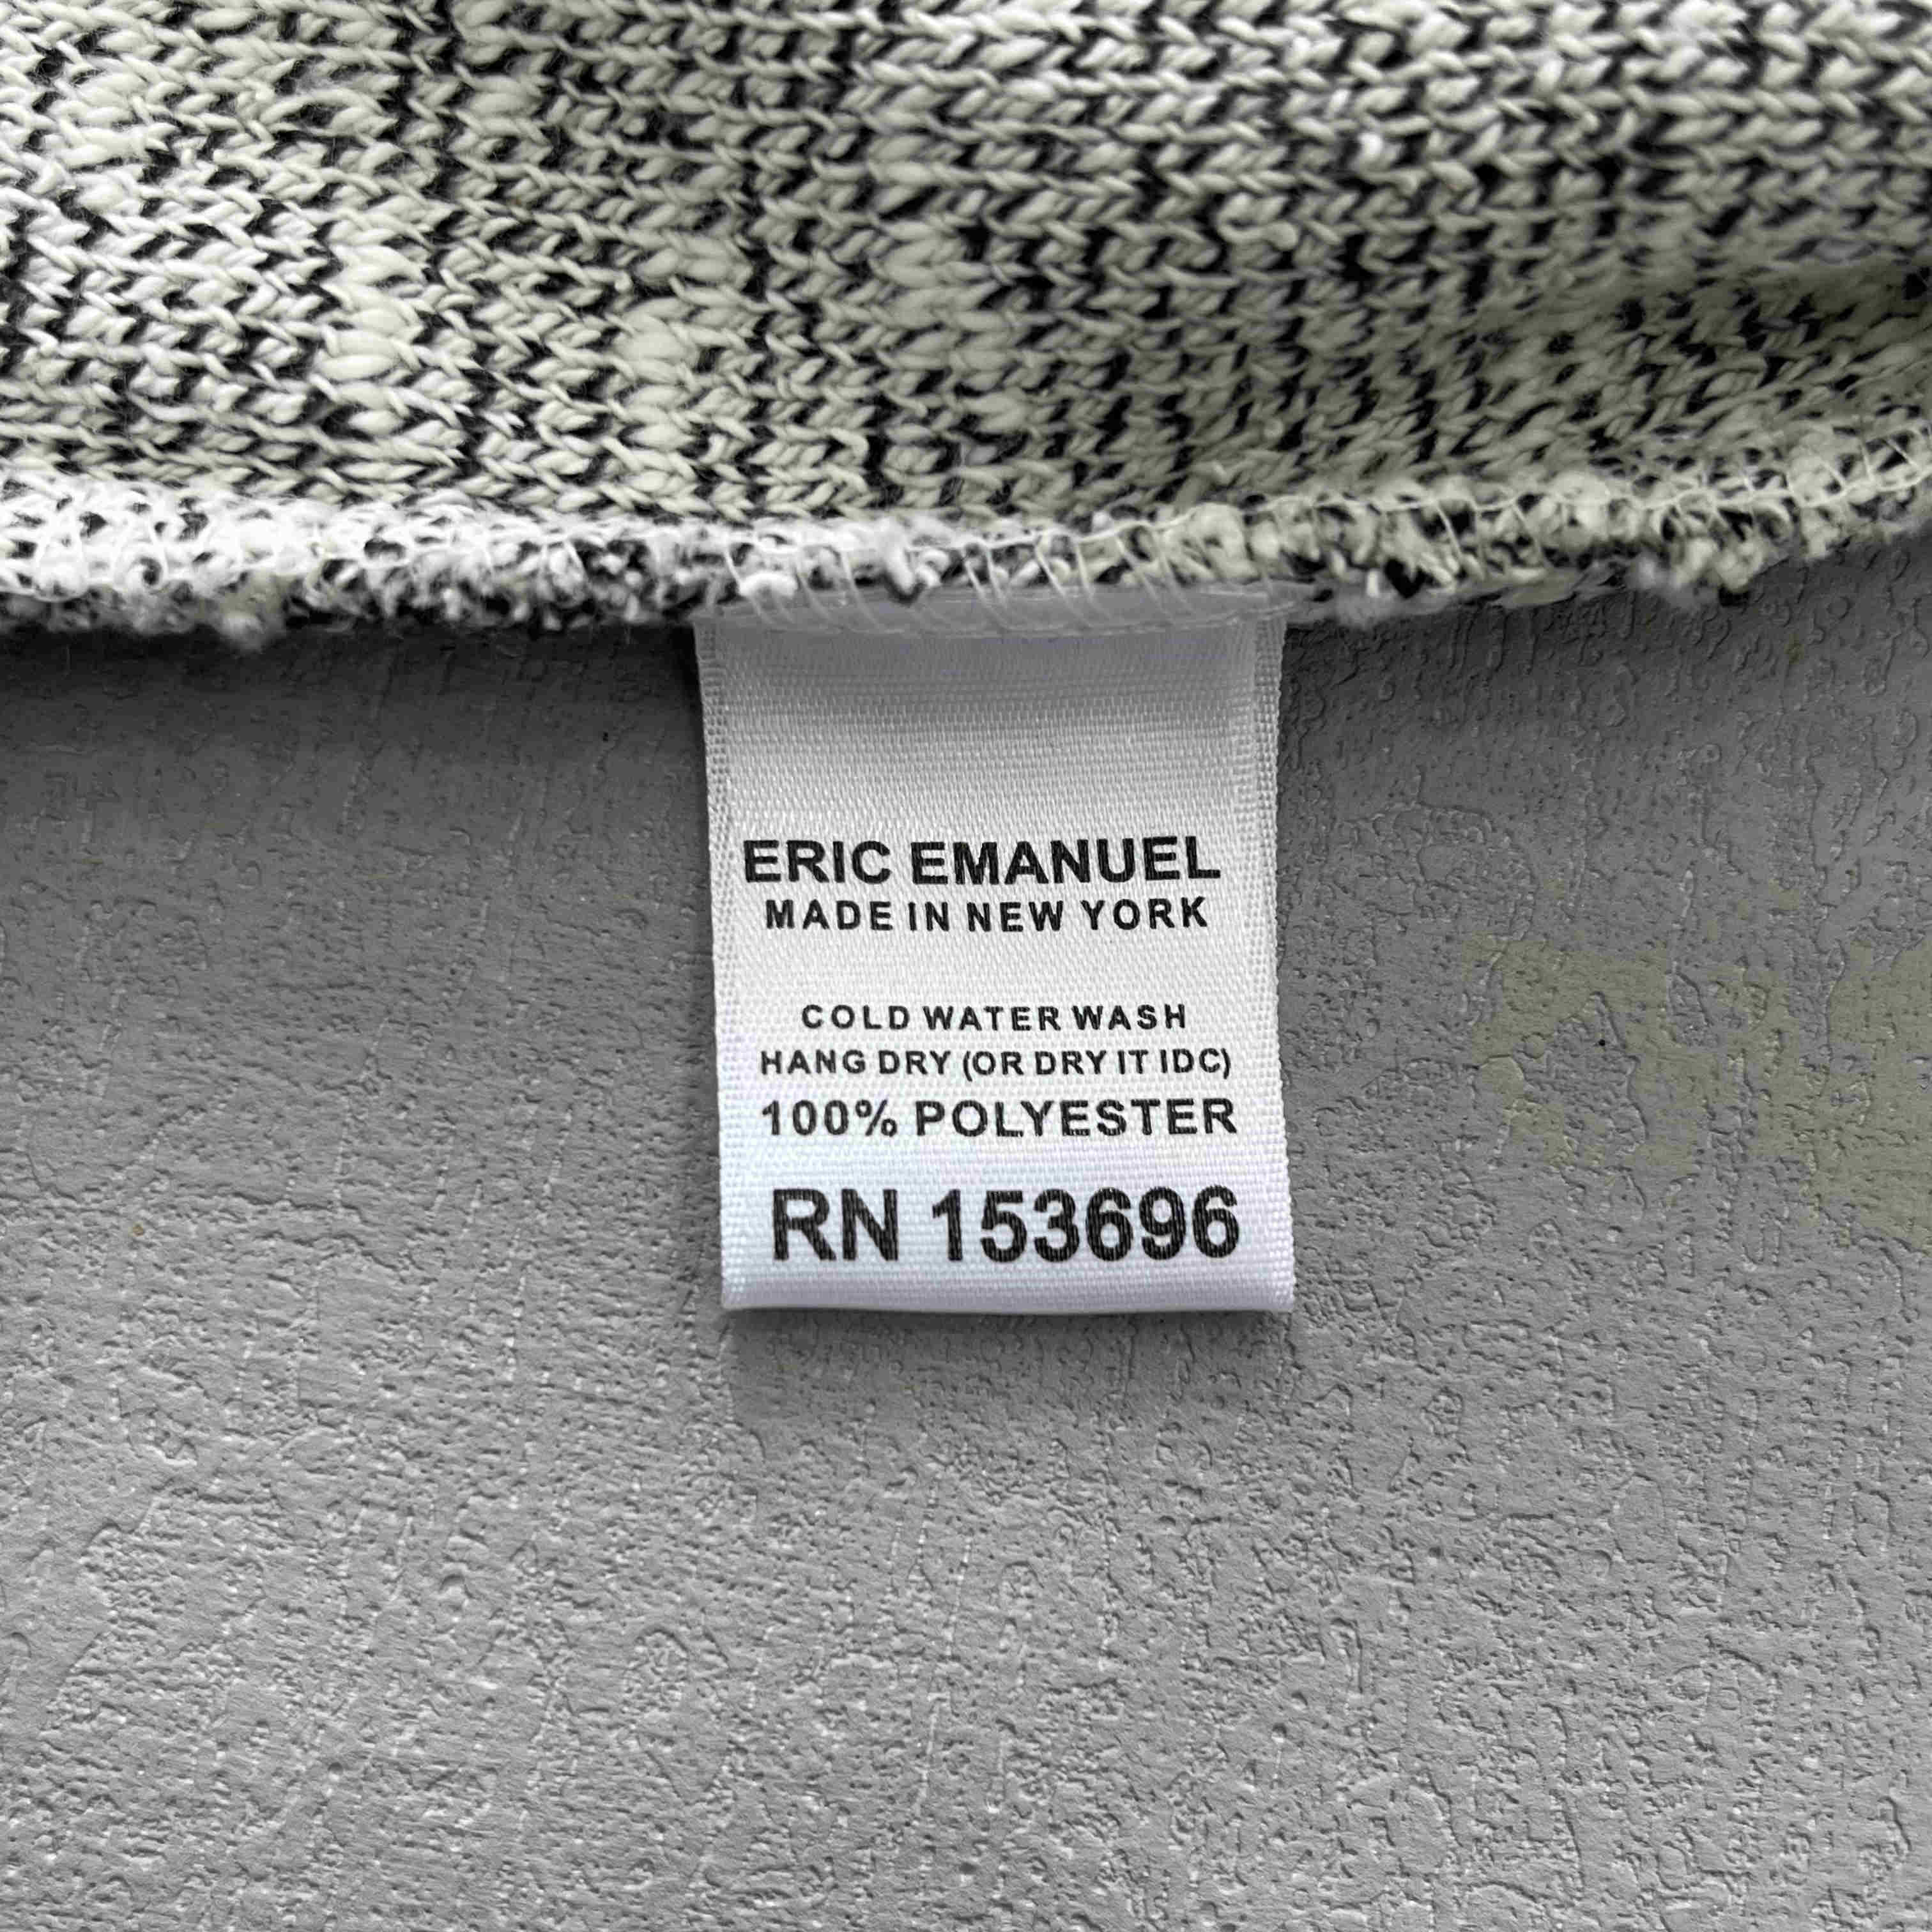 ERIC EMANUEL
MADE IN NEW YORK
COLD WATER WASH
HANG DRY (OR DRY IT IDC)
100% POLYESTER
RN 153696